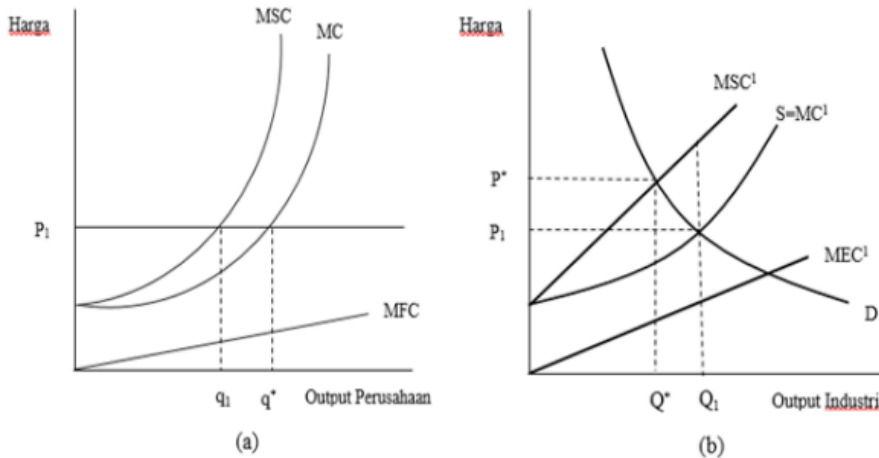 Harga
MSC
MC
P₁
MFC
q₁
q*
Output Perusahaan
(a)
Harga
MSC¹
S=MC¹
P*
P₁
MEC¹
D
Q*
Q₁
Output Industri
(b)